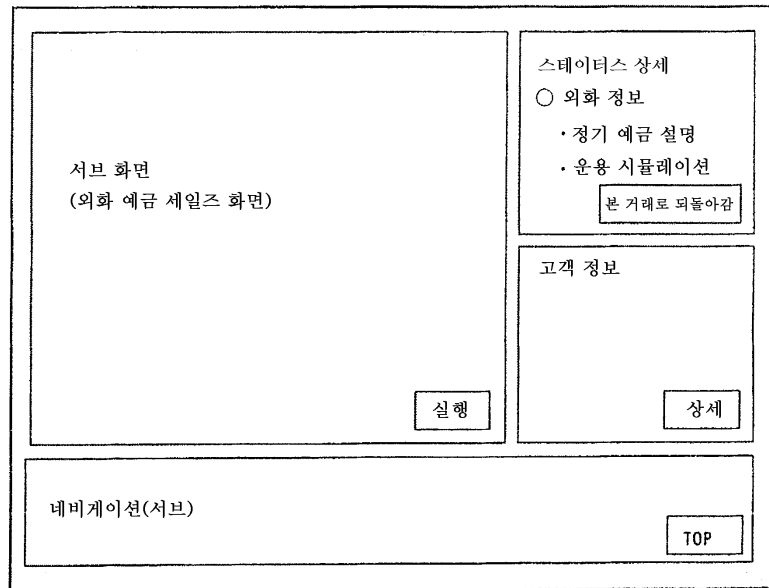 서브 화면
(외화 예금 세일즈 화면)
실행
스테이터스 상세
○ 외화 정보
・정기 예금 설명
・운용 시뮬레이션
본 거래로 되돌아감
고객 정보
상세
네비게이션(서브)
TOP